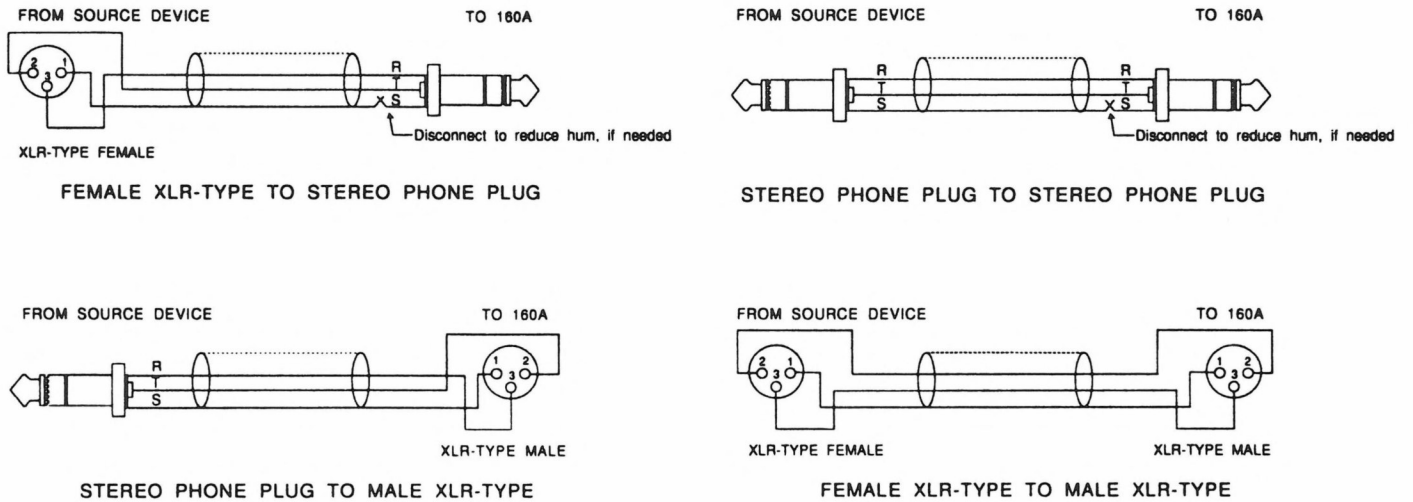 FROM SOURCE DEVICE TO 160A
2 3 1
R
T
S
Disconnect to reduce hum, if needed
XLR-TYPE FEMALE
FEMALE XLR-TYPE TO STEREO PHONE PLUG
FROM SOURCE DEVICE TO 160A
R R
T T
S S
Disconnect to reduce hum, if needed
STEREO PHONE PLUG TO STEREO PHONE PLUG
FROM SOURCE DEVICE TO 160A
R
T
S
1 3 2
XLR-TYPE MALE
STEREO PHONE PLUG TO MALE XLR-TYPE
FROM SOURCE DEVICE TO 160A
2 3 1
1 3 2
XLR-TYPE FEMALE XLR-TYPE MALE
FEMALE XLR-TYPE TO MALE XLR-TYPE